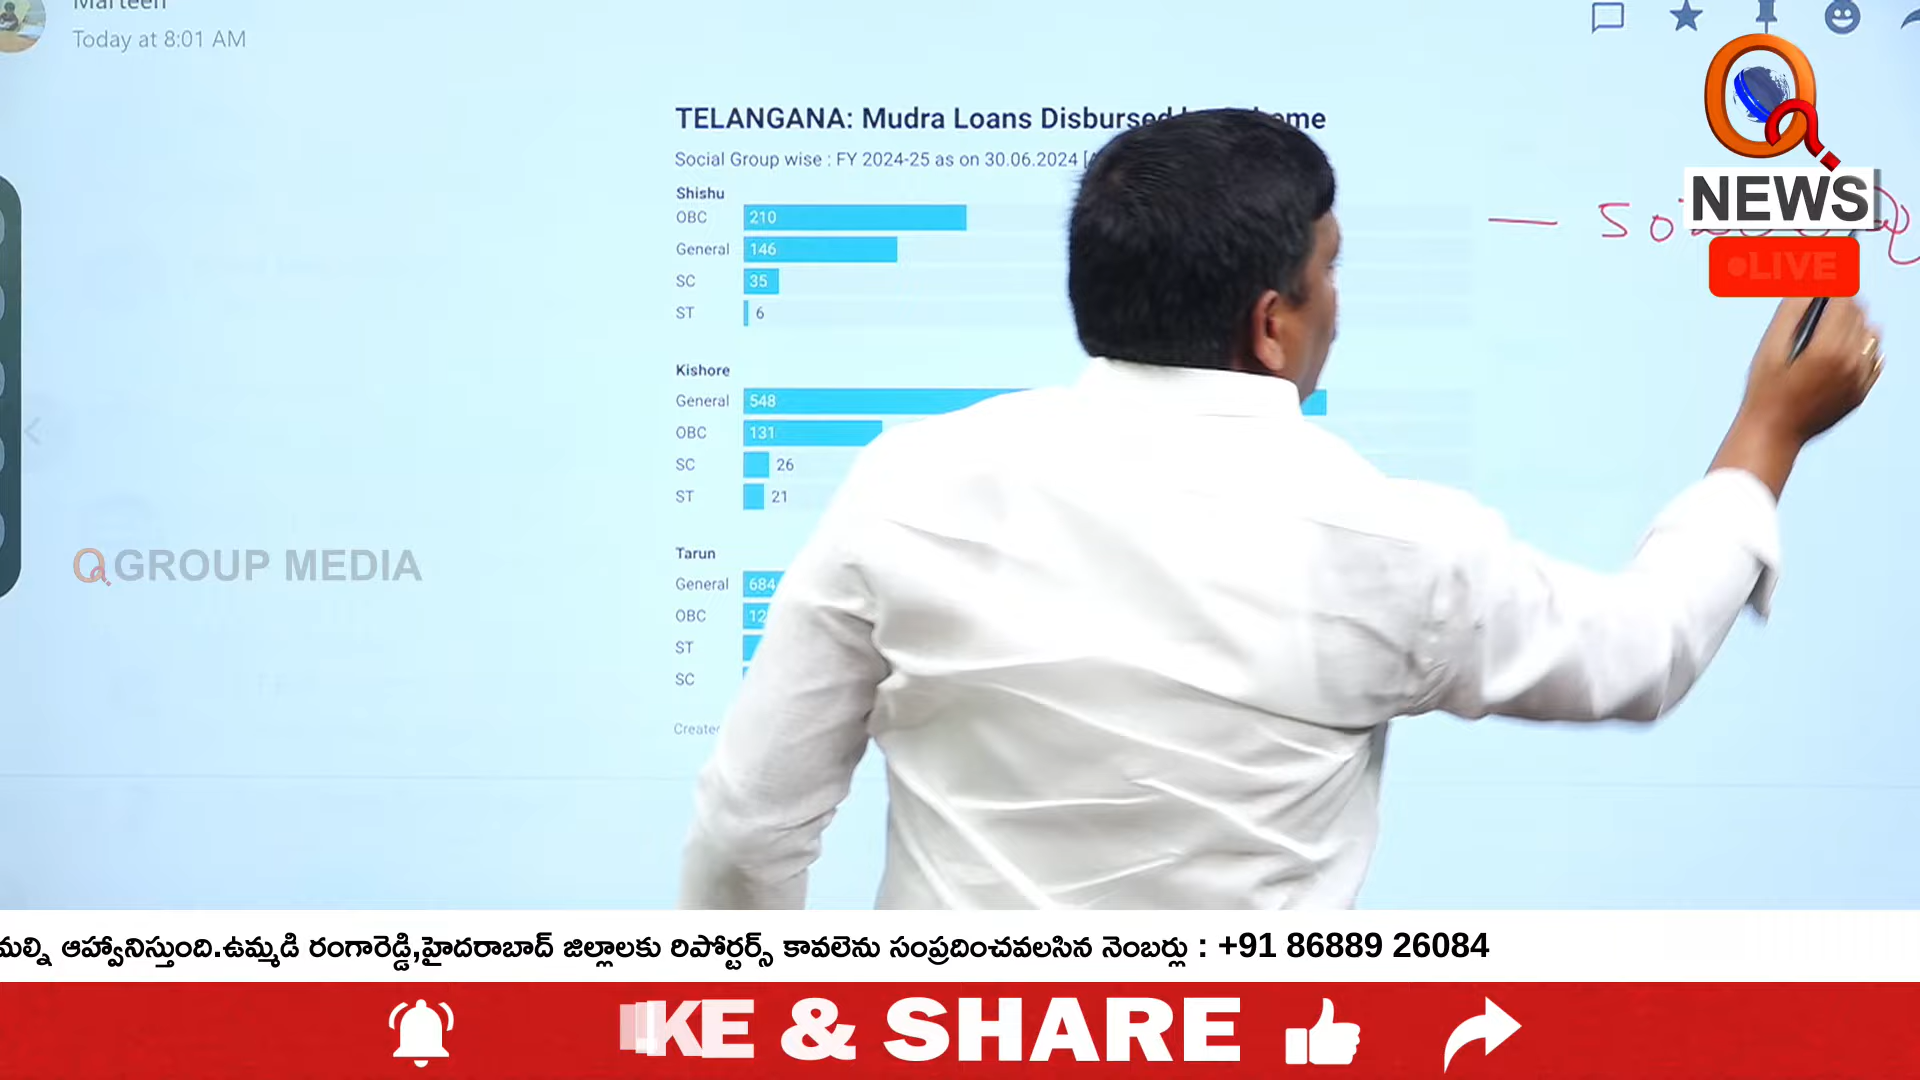 Today at 8:01 AM
TELANGANA: Mudra Loans Disbursed
Social Group wise : FY 2024-25 as on 30.06.2024
Shishu
OBC 210
General 146
SC 35
ST 6
Kishore
General 548
OBC 131
SC 26
ST 21
Tarun
General 684
OBC
ST
SC
Q NEWS
LIVE
Q GROUP MEDIA
ఆహ్వానిస్తుంది.ఉమ్మడి రంగారెడ్డి,హైదరాబాద్ జిల్లాలకు రిపోర్టర్స్ కావలెను సంప్రదించవలసిన నెంబర్లు : +91 86889 26084
KE & SHARE